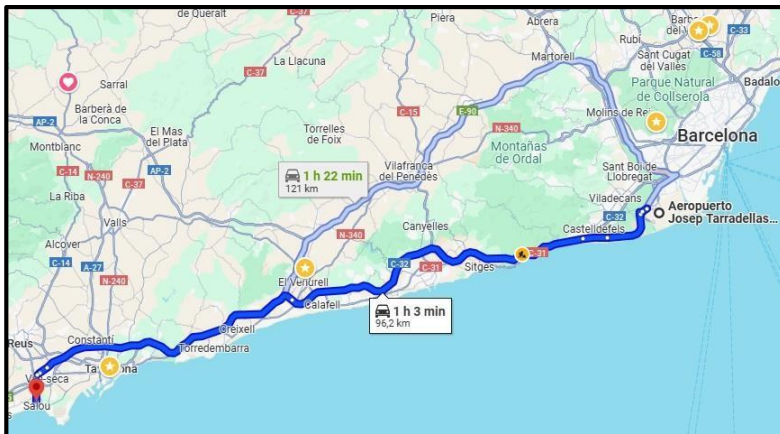 de Queralt
Piera
Abrera
Rubí
C-33
La Llacuna
Martorell
Sant Cugat
del Vallès
C-58
C-37
Sarral
C-15
Parque Natural
de Collserola
Badalo
Barberà de
la Conca
E-90
AP-2
Molins de Rei
N-340
Torrelles
de Foix
El Mas
del Plata
Barcelona
Montblanc
AP-2
Montañas
de Ordal
C-14
N-240
1 h 22 min
121 km
Vilafranca
del Penedès
Sant Boi de
Llobregat
C-37
La Riba
Viladecans
Valls
Aeropuerto
Josep Tarradellas...
C-32
Canyelles
Castelldefels
N-340
Alcover
C-31
C-14
A-27
C-32
C-31
Sitges
El Vendrell
N-240
Calafell
1 h 3 min
96,2 km
Creixell
Reus
Constantí
Torredembarra
Salou